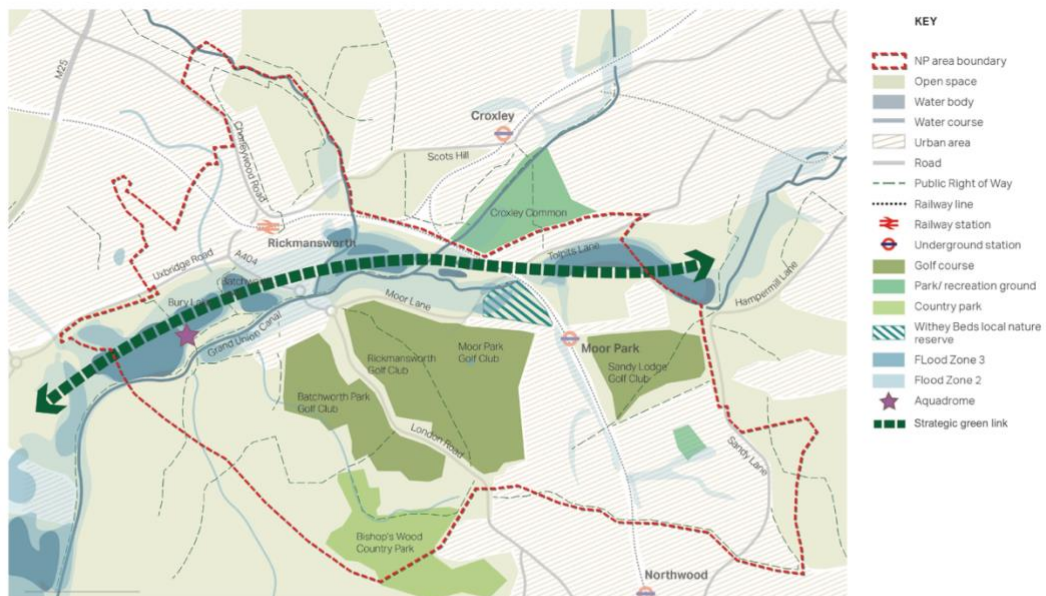 KEY
NP area boundary
Open space
Water body
Water course
Urban area
Road
Public Right of Way
Railway line
Railway station
Underground station
Golf course
Park/ recreation ground
Country park
Withey Beds local nature
reserve
FLood Zone 3
Flood Zone 2
Aquadrome
Strategic green link
M25
Chorleywood Road
Croxley
Scots Hill
Croxley Common
Rickmansworth
Uxbridge Road
A404
Tolpits Lane
Hampermill Lane
Moor Lane
Grand Union Canal
Moor Park
Rickmansworth
Golf Club
Moor Park
Golf Club
Sandy Lodge
Golf Club
Batchworth Park
Golf Club
London Road
Sandy Lane
Bishop's Wood
Country Park
Northwood